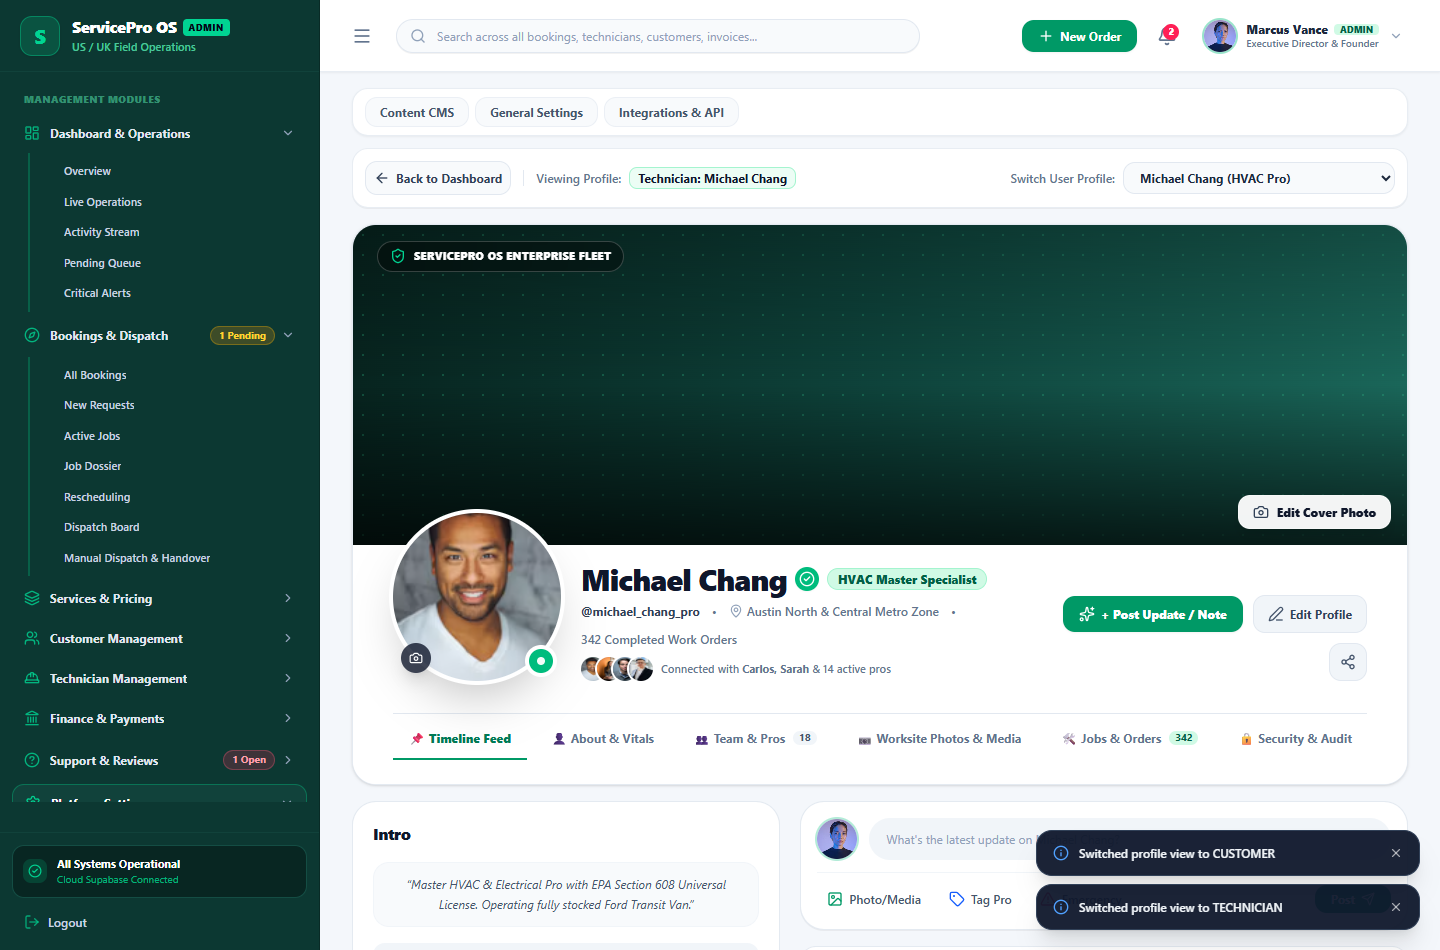 S
ServicePro OS ADMIN
US / UK Field Operations
MANAGEMENT MODULES
Dashboard & Operations
Overview
Live Operations
Activity Stream
Pending Queue
Critical Alerts
Bookings & Dispatch 1 Pending
All Bookings
New Requests
Active Jobs
Job Dossier
Rescheduling
Dispatch Board
Manual Dispatch & Handover
Services & Pricing
Customer Management
Technician Management
Finance & Payments
Support & Reviews 1 Open
All Systems Operational
Cloud Supabase Connected
Logout
Search across all bookings, technicians, customers, invoices...
New Order
2
Marcus Vance ADMIN
Executive Director & Founder
Content CMS General Settings Integrations & API
Back to Dashboard Viewing Profile: Technician: Michael Chang Switch User Profile: Michael Chang (HVAC Pro)
SERVICEPRO OS ENTERPRISE FLEET
Edit Cover Photo
Michael Chang HVAC Master Specialist
@michael_chang_pro • Austin North & Central Metro Zone •
342 Completed Work Orders
Connected with Carlos, Sarah & 14 active pros
+ Post Update / Note Edit Profile
Timeline Feed About & Vitals Team & Pros 18 Worksite Photos & Media Jobs & Orders 342 Security & Audit
Intro
“Master HVAC & Electrical Pro with EPA Section 608 Universal
License. Operating fully stocked Ford Transit Van.”
What's the latest update on
Photo/Media Tag Pro Post
Switched profile view to CUSTOMER
Switched profile view to TECHNICIAN